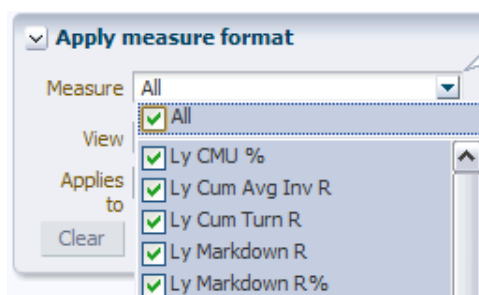 Apply measure format
Measure All
All
View
Ly CMU %
Ly Cum Avg Inv R
Applies to
Ly Cum Turn R
Clear
Ly Markdown R
Ly Markdown R%